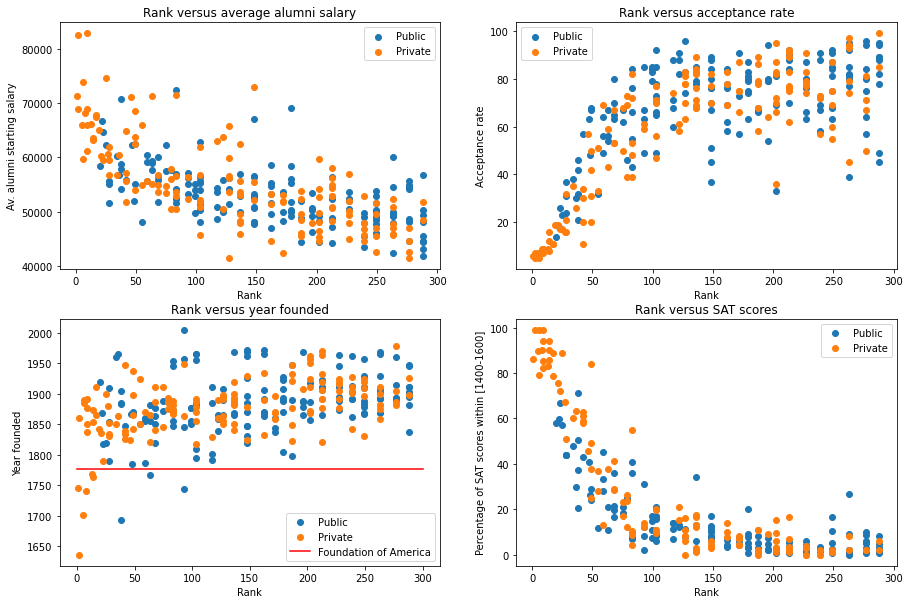 Rank versus average alumni salary
Av. alumni starting salary
80000
70000
60000
50000
40000
0 50 100 150 200 250 300
Rank
Public
Private
Rank versus acceptance rate
Acceptance rate
100
80
60
40
20
0 50 100 150 200 250 300
Rank
Public
Private
Rank versus year founded
Year founded
2000
1950
1900
1850
1800
1750
1700
1650
0 50 100 150 200 250 300
Rank
Public
Private
Foundation of America
Rank versus SAT scores
Percentage of SAT scores within [1400-1600]
100
80
60
40
20
0
0 50 100 150 200 250 300
Rank
Public
Private